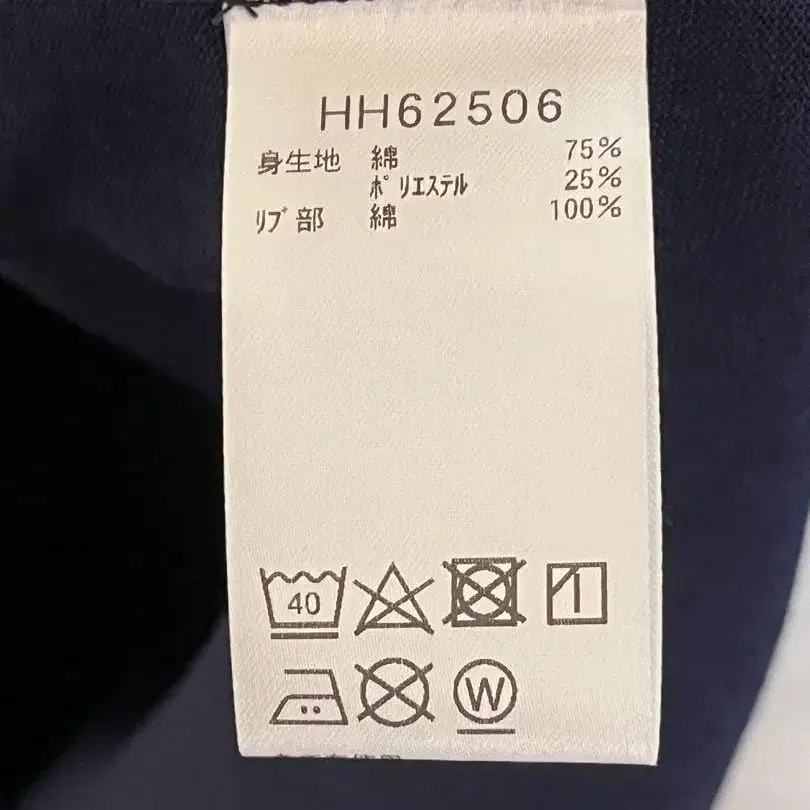 HH62506
身生地 綿 75%
ポリエステル 25%
リブ部 綿 100%
40
W